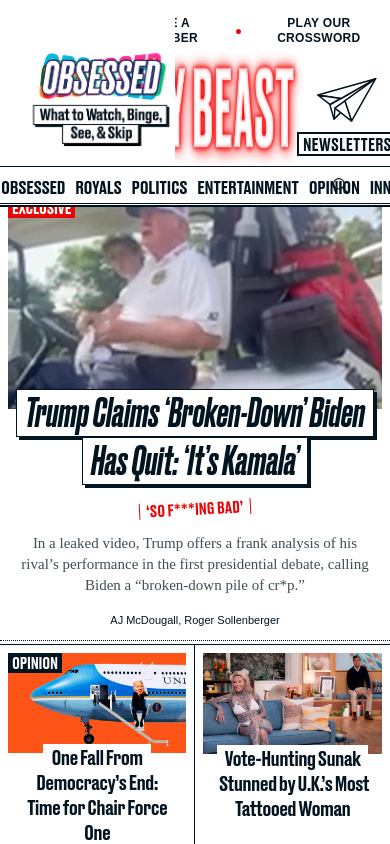 PLAY OUR
CROSSWORD
OBSESSED
What to Watch, Binge,
See, & Skip
BEAST
NEWSLETTERS
OBSESSED ROYALS POLITICS ENTERTAINMENT OPINION INN
EXCLUSIVE
Trump Claims ‘Broken-Down’ Biden
Has Quit: ‘It’s Kamala’
‘SO F***ING BAD’
In a leaked video, Trump offers a frank analysis of his
rival’s performance in the first presidential debate, calling
Biden a “broken-down pile of cr*p.”
AJ McDougall, Roger Sollenberger
OPINION
One Fall From
Democracy’s End:
Time for Chair Force
One
Vote-Hunting Sunak
Stunned by U.K.’s Most
Tattooed Woman